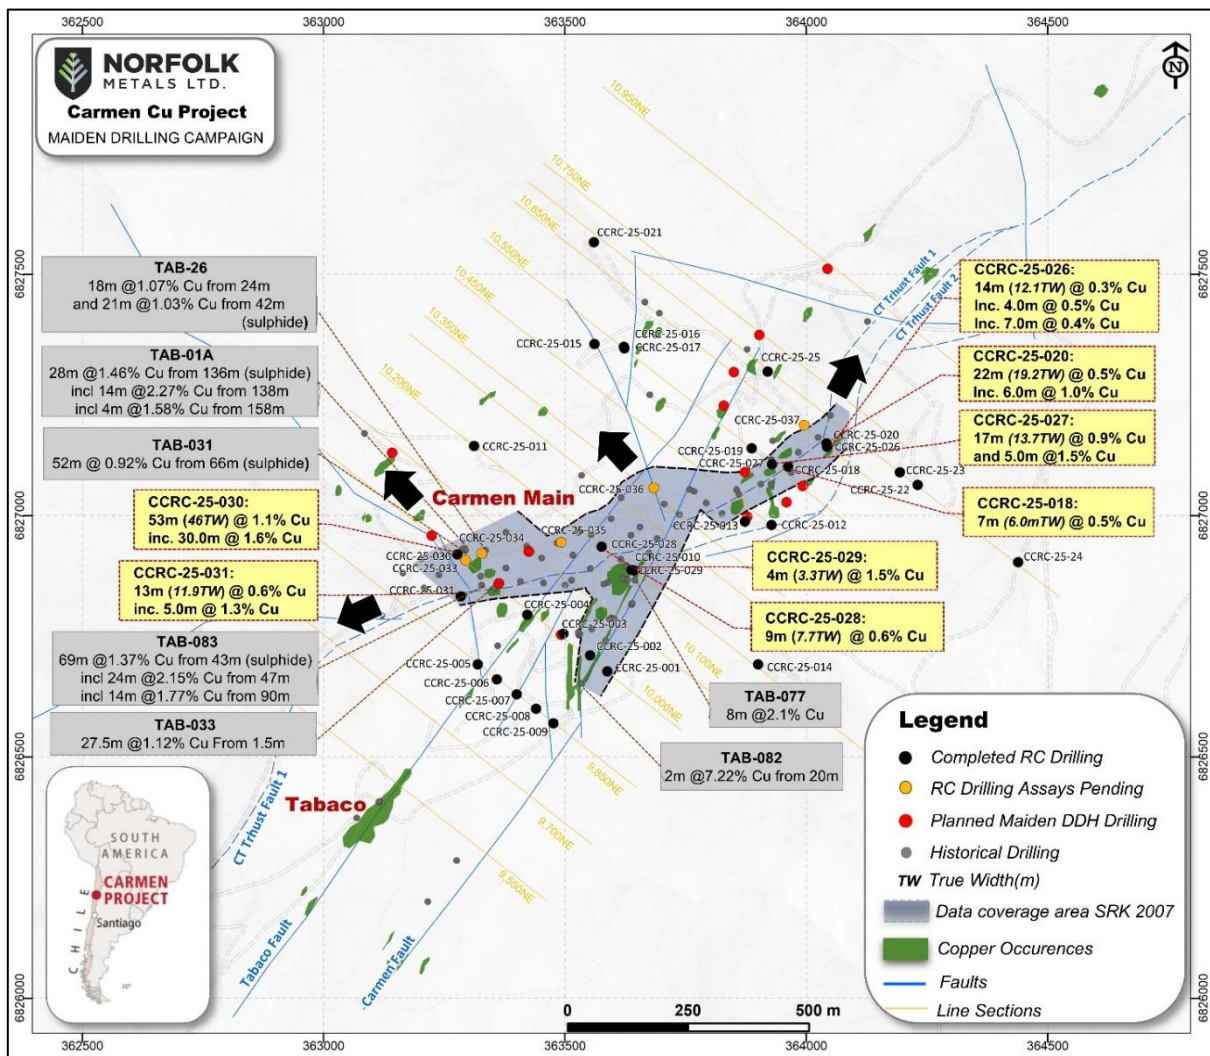 362500
363000
363500
364000
364500
NORFOLK
METALS LTD.
Carmen Cu Project
MAIDEN DRILLING CAMPAIGN
N
10,950NE
10,750NE
10,650NE
10,550NE
10,450NE
10,350NE
10,200NE
10,100NE
10,000NE
9,850NE
9,700NE
9,550NE
6827500
6827500
6827000
6827000
6826500
6826500
6826000
6826000
TAB-26
18m @1.07% Cu from 24m
and 21m @1.03% Cu from 42m
(sulphide)
TAB-01A
28m @1.46% Cu from 136m (sulphide)
incl 14m @2.27% Cu from 138m
incl 4m @1.58% Cu from 158m
TAB-031
52m @ 0.92% Cu from 66m (sulphide)
CCRC-25-030:
53m (46TW) @ 1.1% Cu
inc. 30.0m @ 1.6% Cu
CCRC-25-031:
13m (11.9TW) @ 0.6% Cu
inc. 5.0m @ 1.3% Cu
TAB-083
69m @1.37% Cu from 43m (sulphide)
incl 24m @2.15% Cu from 47m
incl 14m @1.77% Cu from 90m
TAB-033
27.5m @1.12% Cu From 1.5m
CCRC-25-026:
14m (12.1TW) @ 0.3% Cu
Inc. 4.0m @ 0.5% Cu
Inc. 7.0m @ 0.4% Cu
CCRC-25-020:
22m (19.2TW) @ 0.5% Cu
Inc. 6.0m @ 1.0% Cu
CCRC-25-027:
17m (13.7TW) @ 0.9% Cu
and 5.0m @1.5% Cu
CCRC-25-018:
7m (6.0mTW) @ 0.5% Cu
CCRC-25-029:
4m (3.3TW) @ 1.5% Cu
CCRC-25-028:
9m (7.7TW) @ 0.6% Cu
TAB-077
8m @2.1% Cu
TAB-082
2m @7.22% Cu from 20m
CCRC-25-021
CCRC-25-015
CCRC-25-016
CCRC-25-017
CCRC-25-25
CCRC-25-011
CCRC-25-037
CCRC-25-019
CCRC-25-020
CCRC-25-026
CCRC-25-027
CCRC-25-018
CCRC-25-23
CCRC-25-22
CCRC-25-036
CCRC-25-013
CCRC-25-012
CCRC-25-24
CCRC-25-035
CCRC-25-034
CCRC-25-028
CCRC-25-010
CCRC-25-029
CCRC-25-030
CCRC-25-033
CCRC-25-031
CCRC-25-004
CCRC-25-003
CCRC-25-002
CCRC-25-001
CCRC-25-014
CCRC-25-005
CCRC-25-006
CCRC-25-007
CCRC-25-008
CCRC-25-009
Carmen Main
Tabaco
CT Trhust Fault 1
CT Trhust Fault 2
CT Trhust Fault 1
Tabaco Fault
Carmen Fault
SOUTH
AMERICA
CARMEN
PROJECT
Santiago
CHILE
Legend
Completed RC Drilling
RC Drilling Assays Pending
Planned Maiden DDH Drilling
Historical Drilling
TW True Width(m)
Data coverage area SRK 2007
Copper Occurences
Faults
Line Sections
0 250 500 m
362500
363000
363500
364000
364500